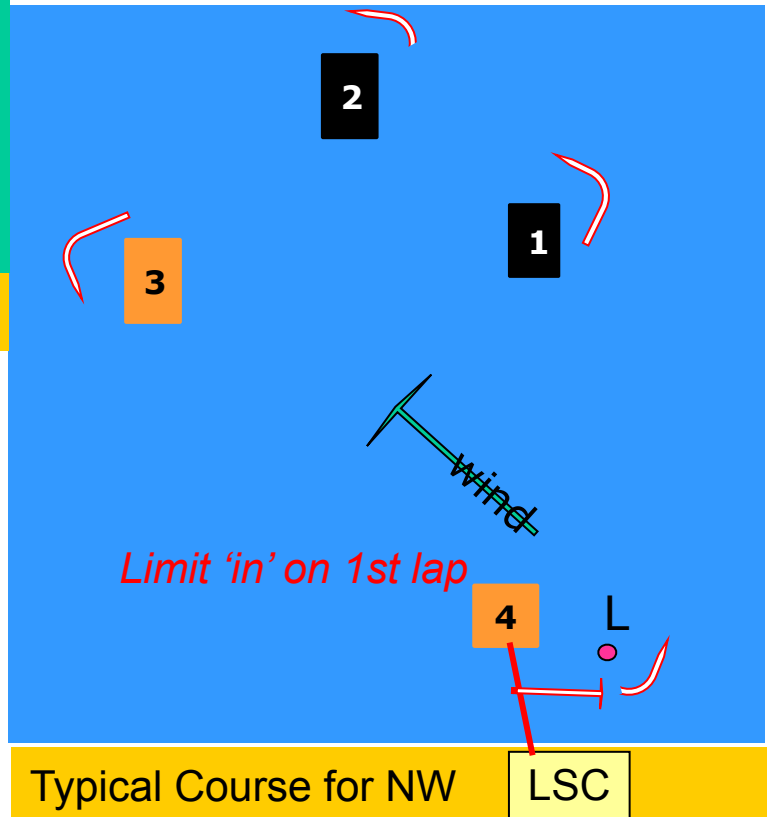 2
1
3
wind
Limit ‘in’ on 1st lap
4
L
Typical Course for NW
LSC